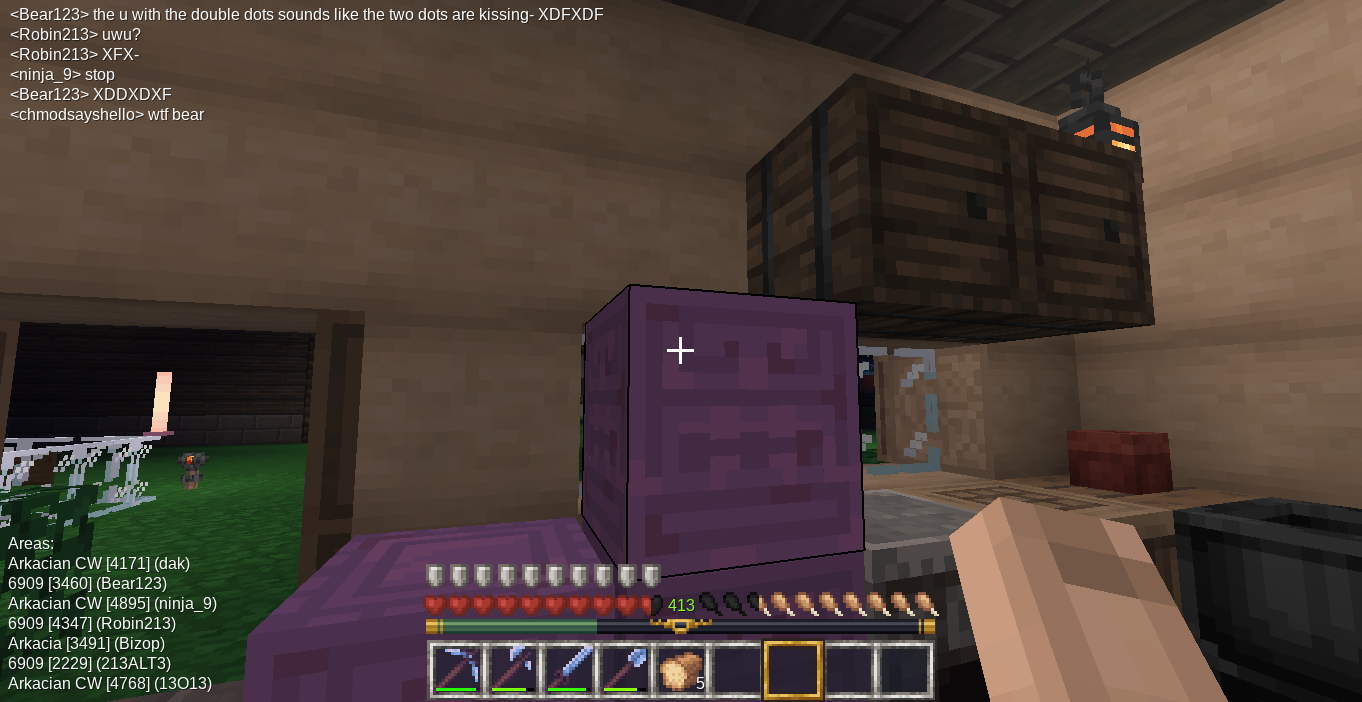 <Bear123> the u with the double dots sounds like the two dots are kissing- XDFXDF
<Robin213> uwu?
<Robin213> XFX-
<ninja_9> stop
<Bear123> XDDXDXF
<chmodsayshello> wtf bear
Areas:
Arkacian CW [4171] (dak)
6909 [3460] (Bear123)
Arkacian CW [4895] (ninja_9)
6909 [4347] (Robin213)
Arkacia [3491] (Bizop)
6909 [2229] (213ALT3)
Arkacian CW [4768] (13O13)
413
5